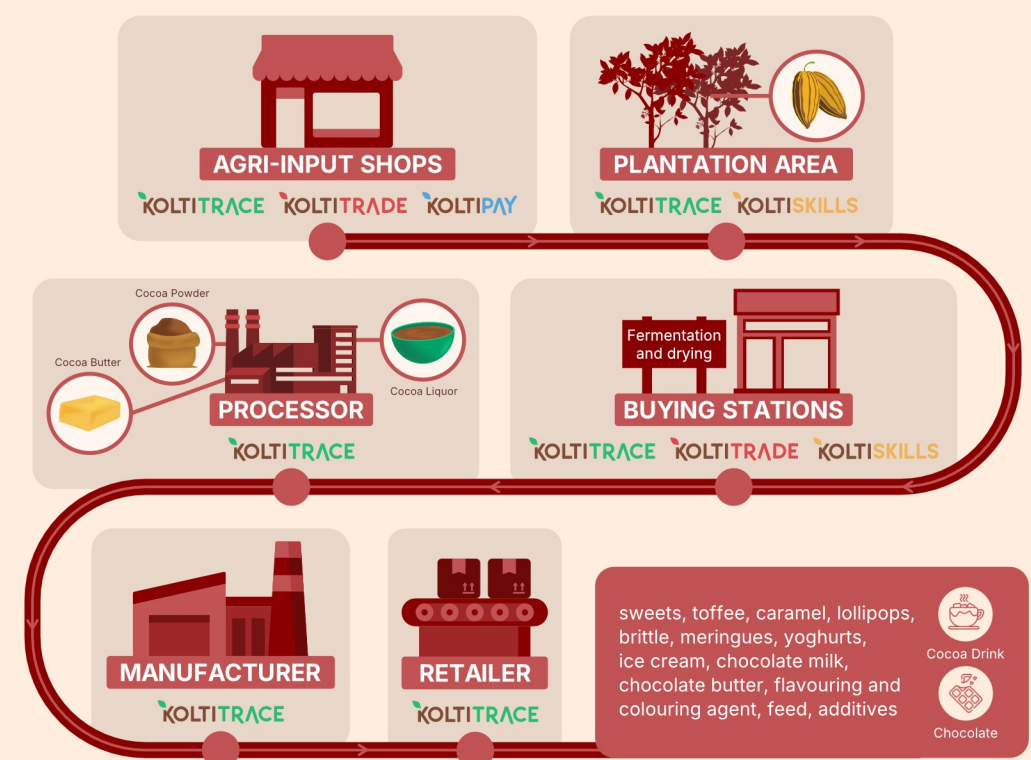 AGRI-INPUT SHOPS
KOLTITRACE KOLTITRADE KOLTIPAY
PLANTATION AREA
KOLTITRACE KOLTISKILLS
Cocoa Powder
Cocoa Butter
Cocoa Liquor
PROCESSOR
KOLTITRACE
Fermentation
and drying
BUYING STATIONS
KOLTITRACE KOLTITRADE KOLTISKILLS
MANUFACTURER
KOLTITRACE
RETAILER
KOLTITRACE
sweets, toffee, caramel, lollipops,
brittle, meringues, yoghurts,
ice cream, chocolate milk,
chocolate butter, flavouring and
colouring agent, feed, additives
Cocoa Drink
Chocolate